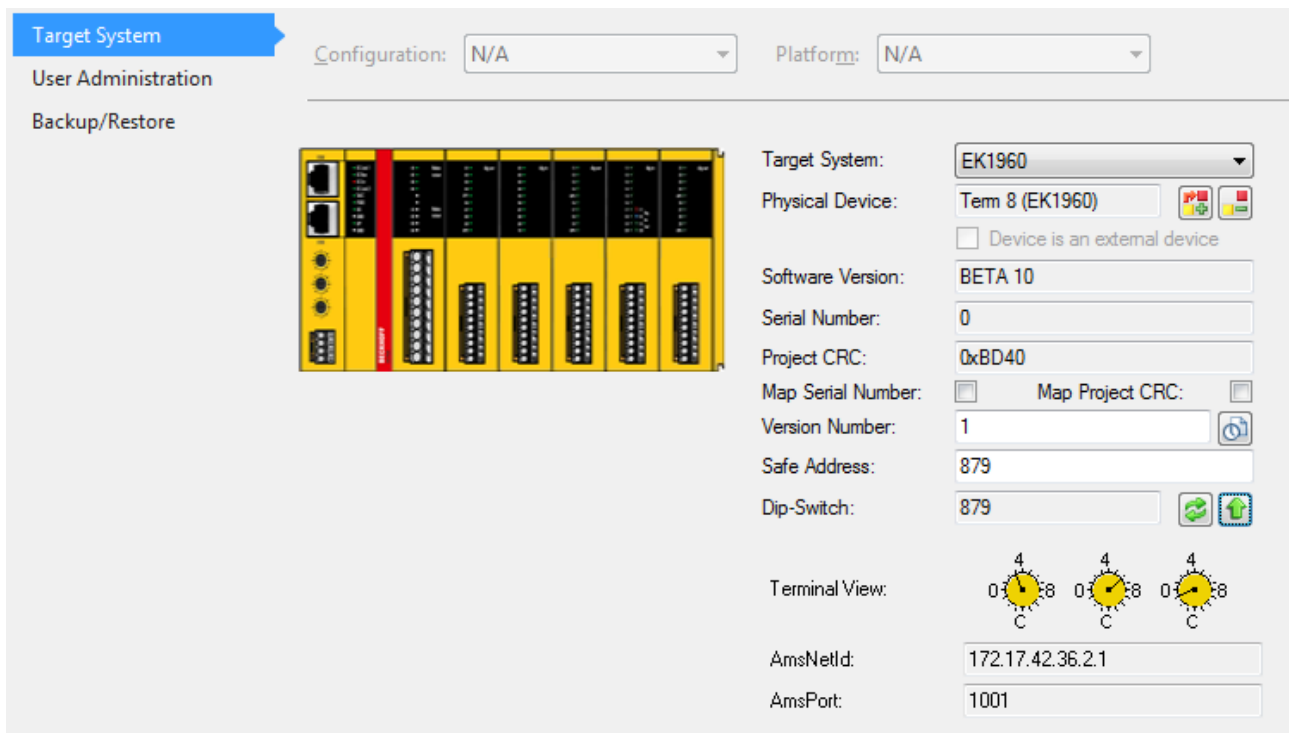 Target System
User Administration
Backup/Restore
Configuration: N/A Platform: N/A
Target System: EK1960
Physical Device: Term 8 (EK1960)
Device is an external device
Software Version: BETA 10
Serial Number: 0
Project CRC: 0xBD40
Map Serial Number: Map Project CRC:
Version Number: 1
Safe Address: 879
Dip-Switch: 879
Terminal View: 0 4 8 C 0 4 8 C 0 4 8 C
AmsNetId: 172.17.42.36.2.1
AmsPort: 1001
BECKHOFF